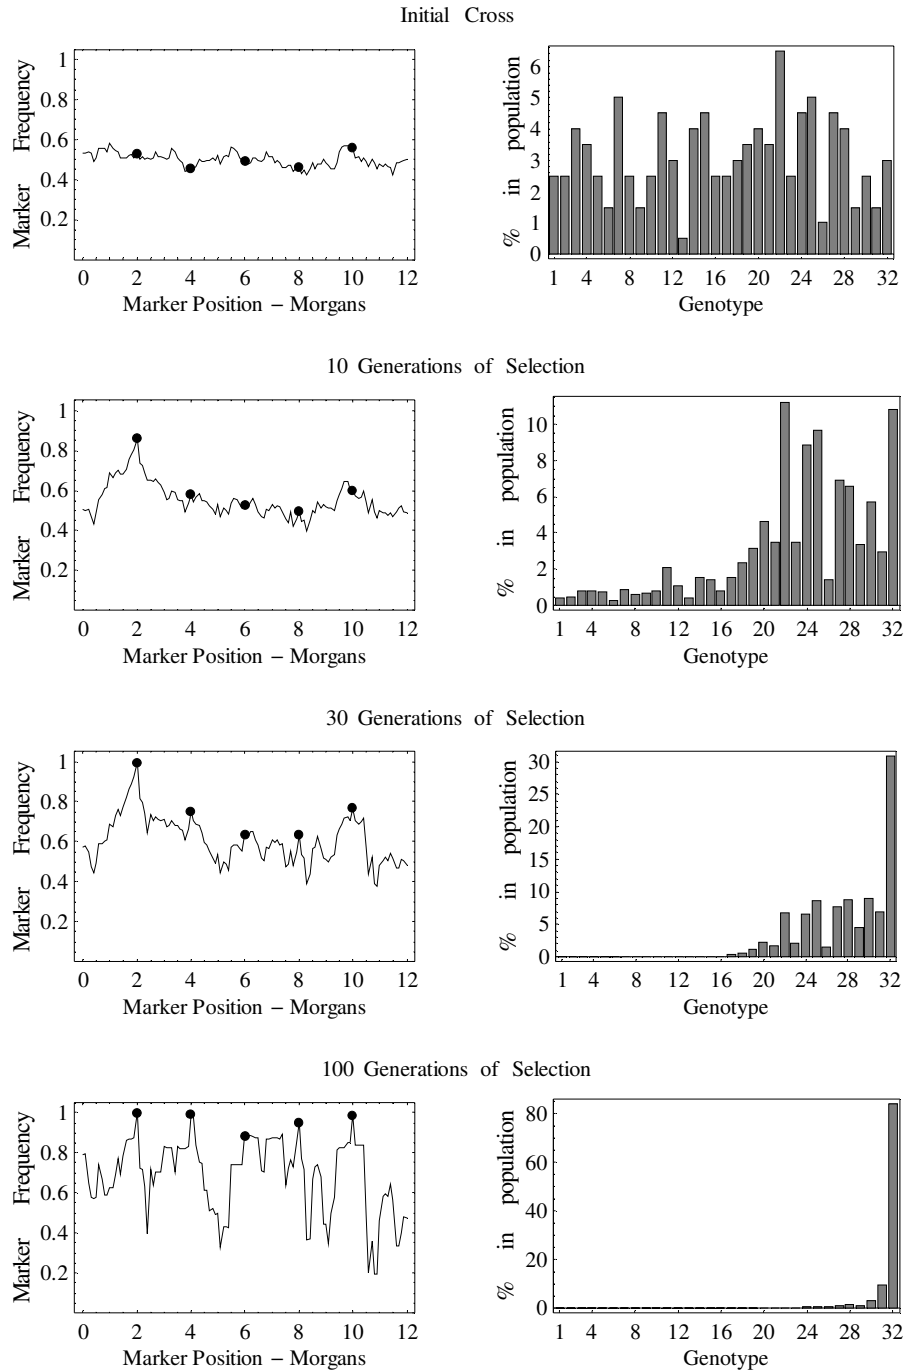 Initial Cross
Marker Frequency
1
0.8
0.6
0.4
0.2
0 2 4 6 8 10 12
Marker Position – Morgans
% in population
6
5
4
3
2
1
0
1 4 8 12 16 20 24 28 32
Genotype
10 Generations of Selection
Marker Frequency
1
0.8
0.6
0.4
0.2
0 2 4 6 8 10 12
Marker Position – Morgans
% in population
10
8
6
4
2
0
1 4 8 12 16 20 24 28 32
Genotype
30 Generations of Selection
Marker Frequency
1
0.8
0.6
0.4
0.2
0 2 4 6 8 10 12
Marker Position – Morgans
% in population
30
25
20
15
10
5
0
1 4 8 12 16 20 24 28 32
Genotype
100 Generations of Selection
Marker Frequency
1
0.8
0.6
0.4
0.2
0 2 4 6 8 10 12
Marker Position – Morgans
% in population
80
60
40
20
0
1 4 8 12 16 20 24 28 32
Genotype